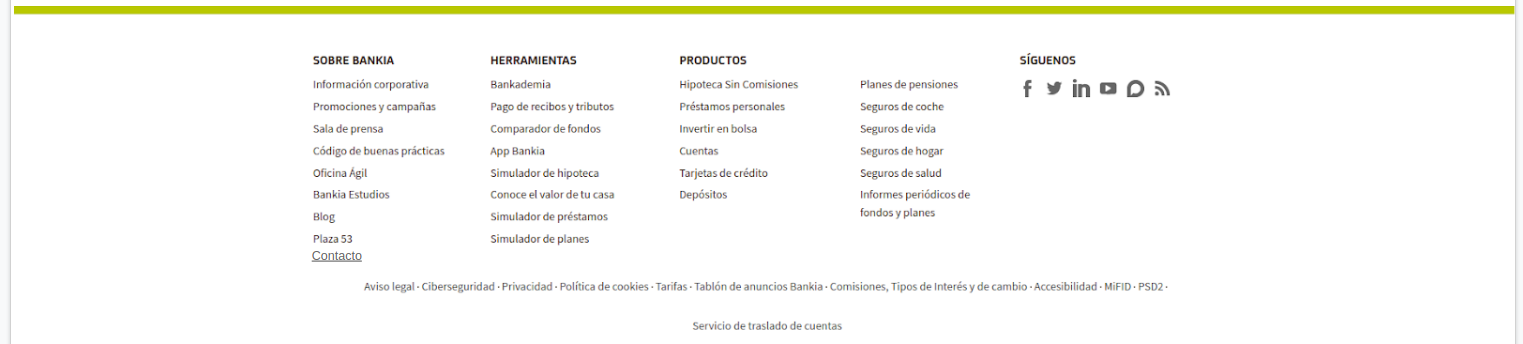 SOBRE BANKIA
Información corporativa
Promociones y campañas
Sala de prensa
Código de buenas prácticas
Oficina Ágil
Bankia Estudios
Blog
Plaza 53
Contacto
HERRAMIENTAS
Bankademia
Pago de recibos y tributos
Comparador de fondos
App Bankia
Simulador de hipoteca
Conoce el valor de tu casa
Simulador de préstamos
Simulador de planes
PRODUCTOS
Hipoteca Sin Comisiones
Préstamos personales
Invertir en bolsa
Cuentas
Tarjetas de crédito
Depósitos
Planes de pensiones
Seguros de coche
Seguros de vida
Seguros de hogar
Seguros de salud
Informes periódicos de
fondos y planes
SÍGUENOS
Aviso legal · Ciberseguridad · Privacidad · Política de cookies · Tarifas · Tablón de anuncios Bankia · Comisiones, Tipos de Interés y de cambio · Accesibilidad · MiFID · PSD2 ·
Servicio de traslado de cuentas